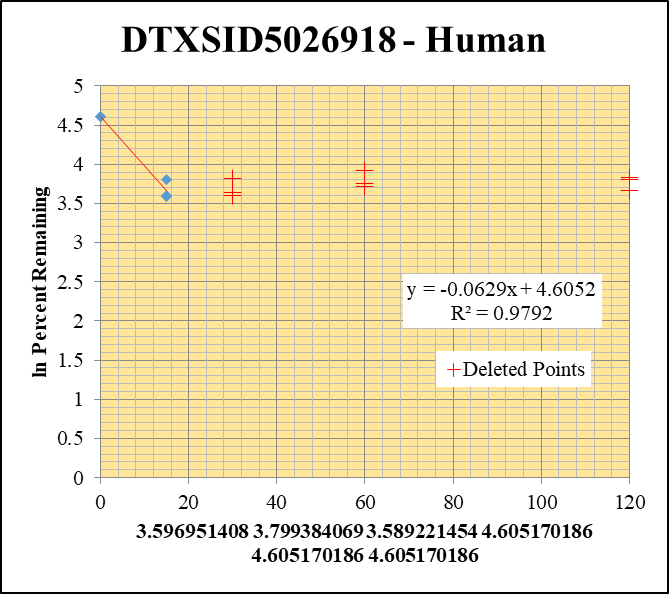 DTXSID5026918 - Human
5
4.5
4
3.5
3
2.5
2
1.5
1
0.5
0
ln Percent Remaining
y = -0.0629x + 4.6052
R² = 0.9792
Deleted Points
0 20 40 60 80 100 120
3.596951408 3.799384069 3.589221454 4.605170186
4.605170186 4.605170186